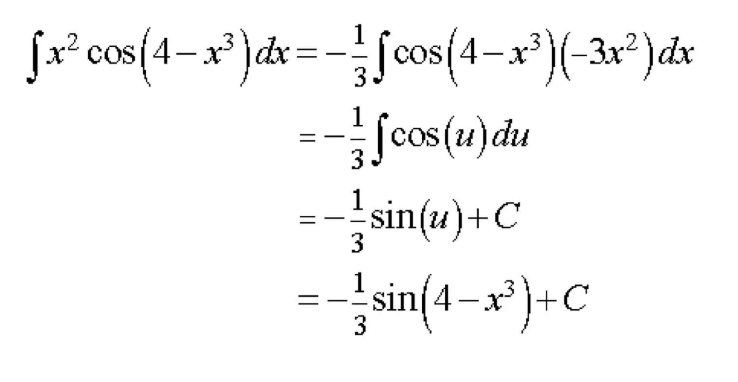 ∫x² cos(4−x³)dx = −1/3 ∫cos(4−x³)(−3x²)dx
= −1/3 ∫cos(u)du
= −1/3 sin(u)+C
= −1/3 sin(4−x³)+C